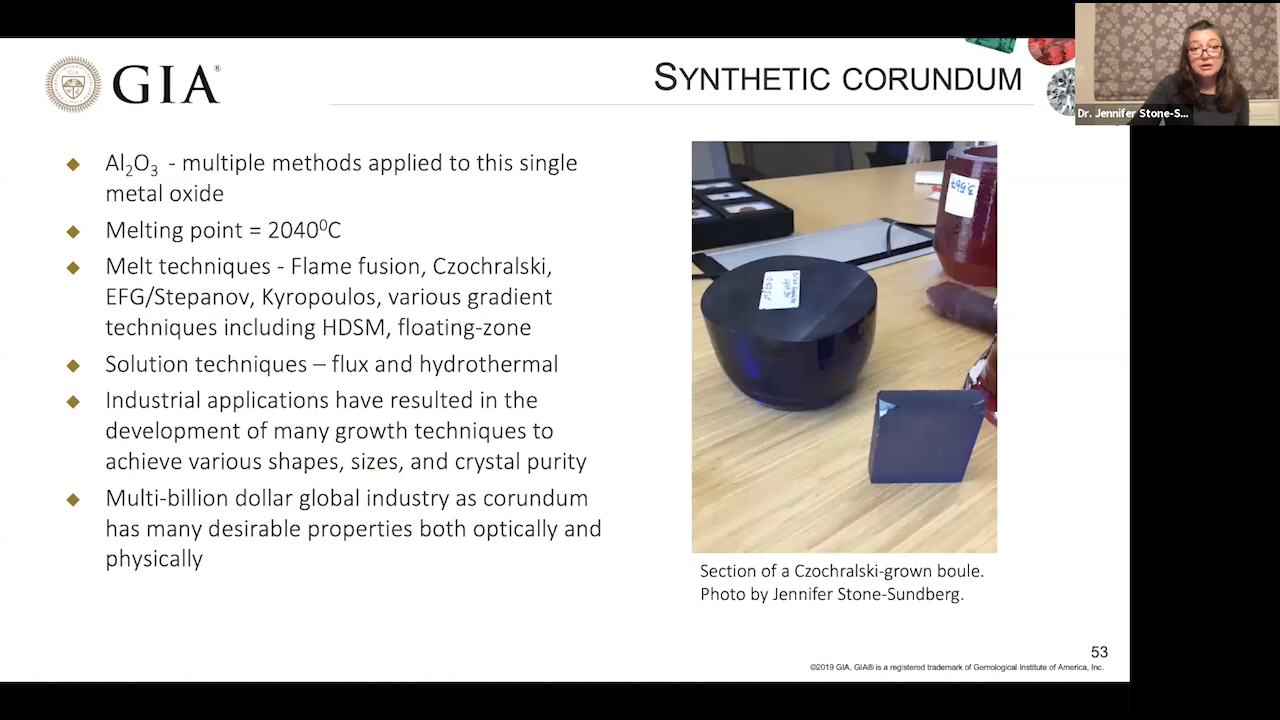 GIA®
SYNTHETIC CORUNDUM
Dr. Jennifer Stone-S...
Al₂O₃ - multiple methods applied to this single
metal oxide
Melting point = 2040⁰C
Melt techniques - Flame fusion, Czochralski,
EFG/Stepanov, Kyropoulos, various gradient
techniques including HDSM, floating-zone
Solution techniques – flux and hydrothermal
Industrial applications have resulted in the
development of many growth techniques to
achieve various shapes, sizes, and crystal purity
Multi-billion dollar global industry as corundum
has many desirable properties both optically and
physically
Section of a Czochralski-grown boule.
Photo by Jennifer Stone-Sundberg.
53
©2019 GIA. GIA® is a registered trademark of Gemological Institute of America, Inc.